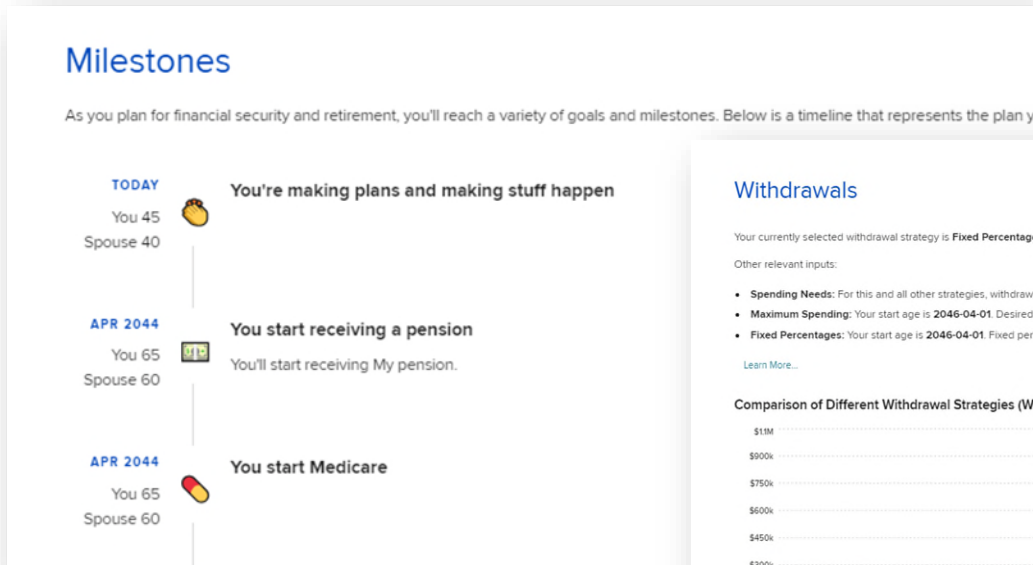 Milestones
As you plan for financial security and retirement, you'll reach a variety of goals and milestones. Below is a timeline that represents the plan y
TODAY
You 45
Spouse 40
You're making plans and making stuff happen
APR 2044
You 65
Spouse 60
You start receiving a pension
You'll start receiving My pension.
APR 2044
You 65
Spouse 60
You start Medicare
Withdrawals
Your currently selected withdrawal strategy is Fixed Percentag
Other relevant inputs:
• Spending Needs: For this and all other strategies, withdraw
• Maximum Spending: Your start age is 2046-04-01. Desired
• Fixed Percentages: Your start age is 2046-04-01. Fixed per
Learn More...
Comparison of Different Withdrawal Strategies (W
$1.1M
$900k
$750k
$600k
$450k
$300k